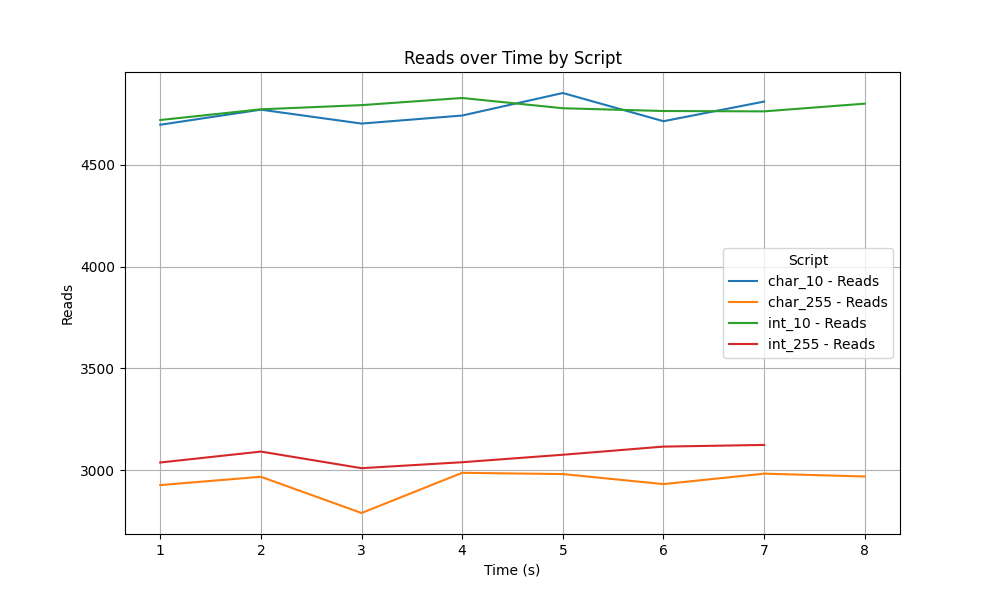 Reads over Time by Script
Reads
4500
4000
3500
3000
Script
char_10 - Reads
char_255 - Reads
int_10 - Reads
int_255 - Reads
1 2 3 4 5 6 7 8
Time (s)